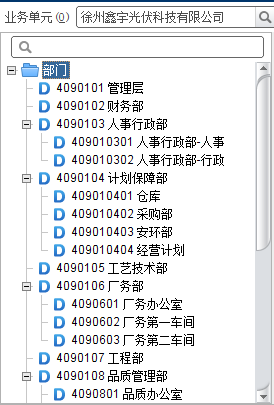 业务单元(O) 徐州鑫宇光伏科技有限公司
部门
4090101 管理层
4090102 财务部
4090103 人事行政部
409010301 人事行政部-人事
409010302 人事行政部-行政
4090104 计划保障部
409010401 仓库
409010402 采购部
409010403 安环部
409010404 经营计划
4090105 工艺技术部
4090106 厂务部
4090601 厂务办公室
4090602 厂务第一车间
4090603 厂务第二车间
4090107 工程部
4090108 品质管理部
4090801 品质办公室